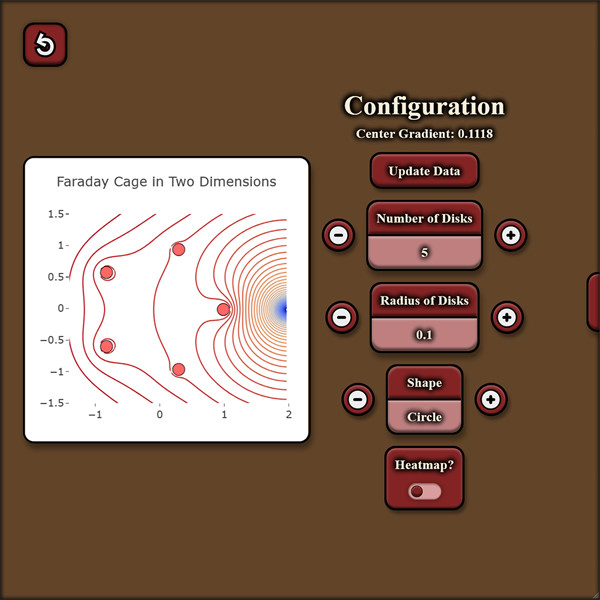 Configuration
Center Gradient: 0.1118
Update Data
Faraday Cage in Two Dimensions
Number of Disks
5
Radius of Disks
0.1
Shape
Circle
Heatmap?
1.5
1
0.5
0
−0.5
−1
−1.5
−1
0
1
2